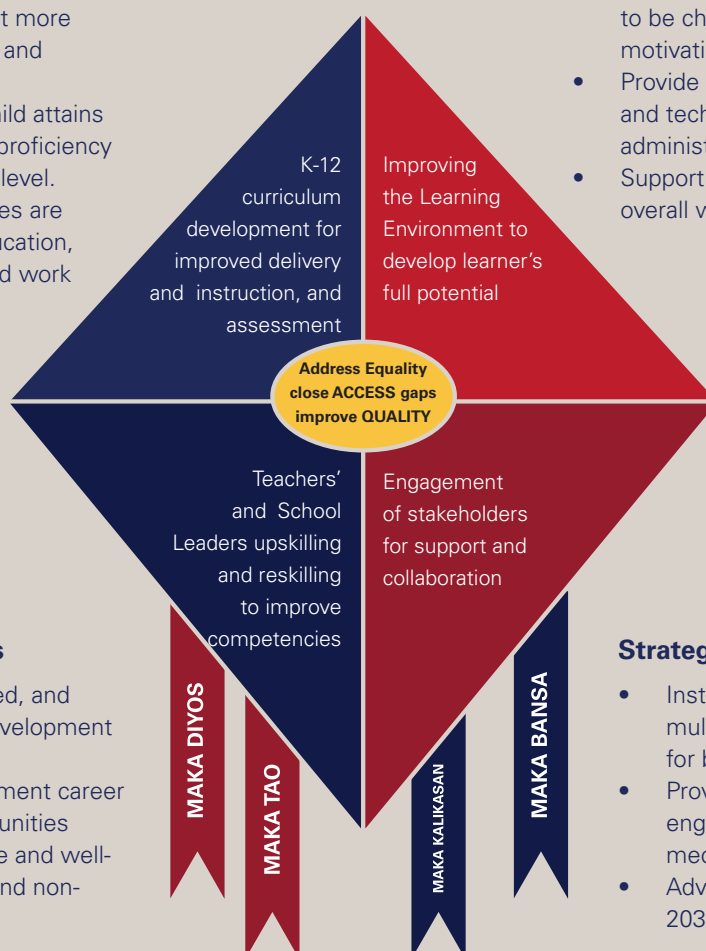 t more
and
ild attains
proficiency
level.
es are
ucation,
d work
to be ch
motivati
• Provide
and tech
administ
• Support
overall v
K-12
curriculum
development for
improved delivery
and instruction, and
assessment
Improving
the Learning
Environment to
develop learner's
full potential
Address Equality
close ACCESS gaps
improve QUALITY
Teachers'
and School
Leaders upskilling
and reskilling
to improve
competencies
Engagement
of stakeholders
for support and
collaboration
MAKA DIYOS
MAKA TAO
MAKA KALIKASAN
MAKA BANSA
s
ed, and
velopment
ment career
unities
e and well-
nd non-
Strateg
• Inst
mul
for b
• Prov
eng
med
• Adv
203